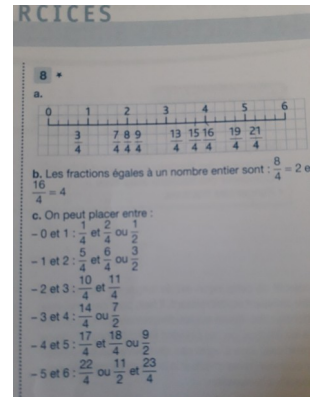 RCICES
8 *
a.
0 1 2 3 4 5 6
3/4 7/4 8/4 9/4 13/4 15/4 16/4 19/4 21/4
b. Les fractions égales à un nombre entier sont : 8/4 = 2 e
16/4 = 4
c. On peut placer entre :
– 0 et 1 : 1/4 et 2/4 ou 1/2
– 1 et 2 : 5/4 et 6/4 ou 3/2
– 2 et 3 : 10/4 et 11/4
– 3 et 4 : 14/4 ou 7/2
– 4 et 5 : 17/4 et 18/4 ou 9/2
– 5 et 6 : 22/4 ou 11/2 et 23/4